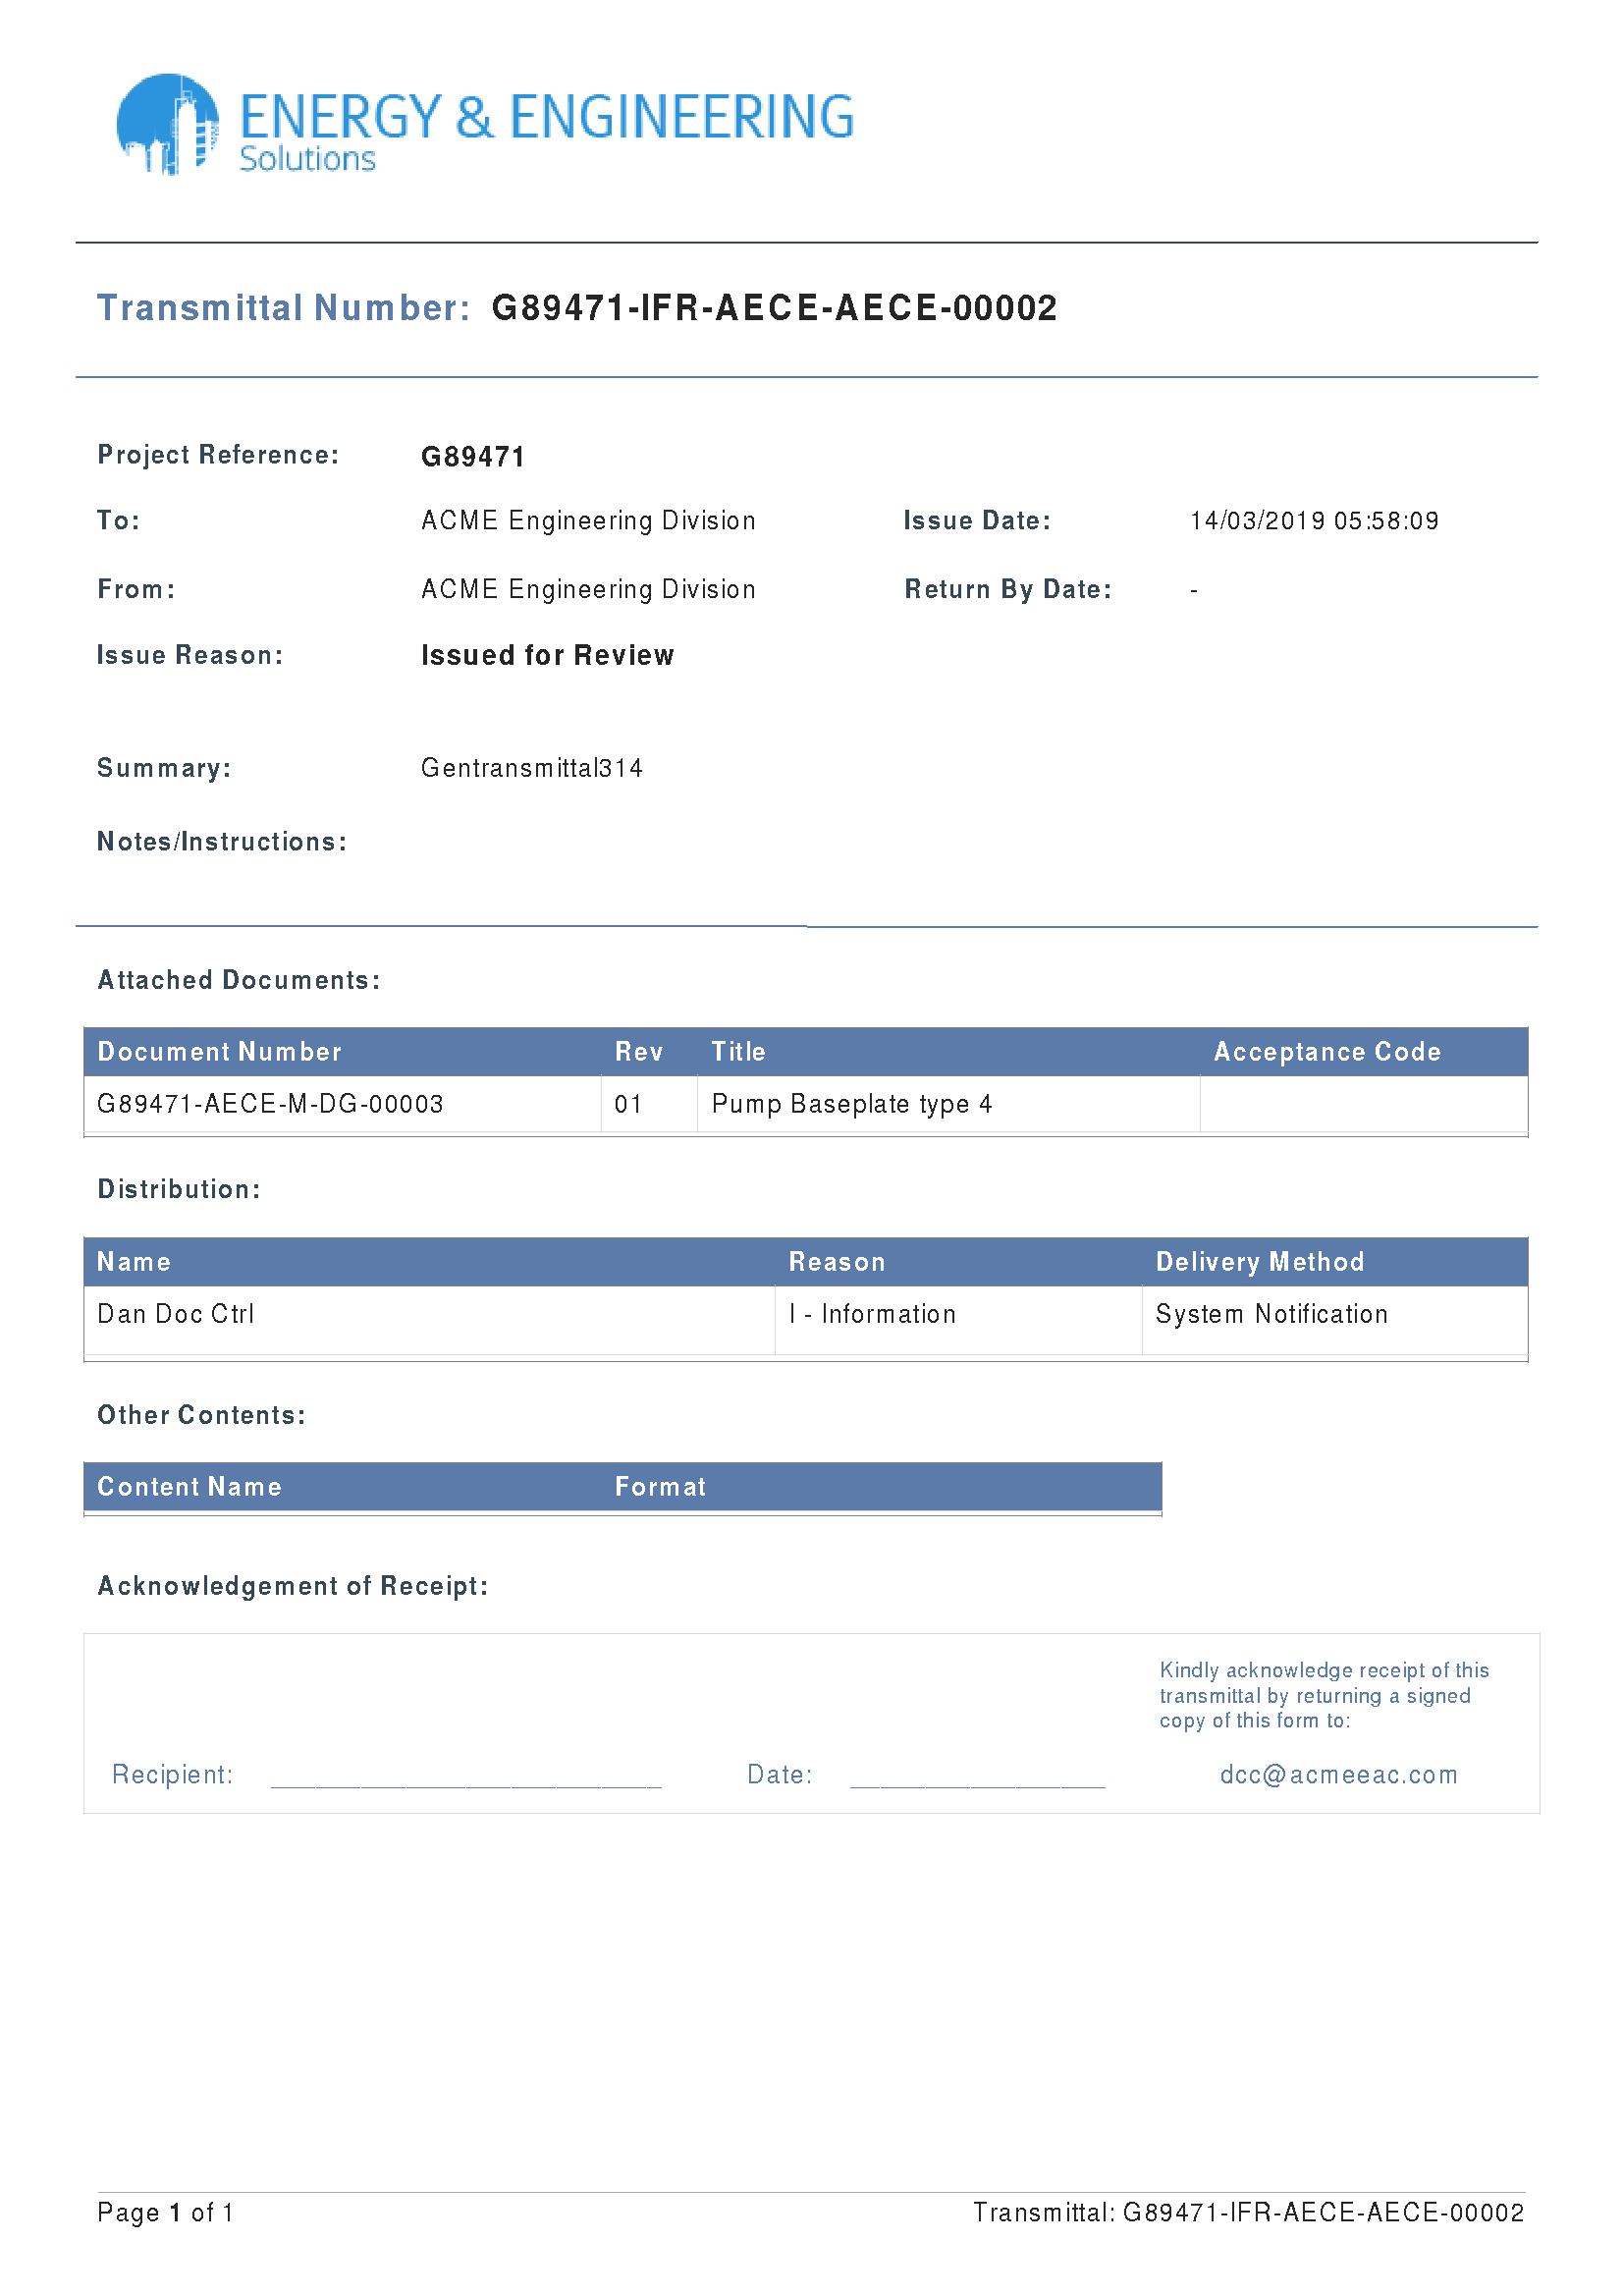 ENERGY & ENGINEERING
Solutions
Transmittal Number: G89471-IFR-AECE-AECE-00002
Project Reference: G89471
To: ACME Engineering Division Issue Date: 14/03/2019 05:58:09
From: ACME Engineering Division Return By Date: -
Issue Reason: Issued for Review
Summary: Gentransmittal314
Notes/Instructions:
Attached Documents:
Document Number Rev Title Acceptance Code
G89471-AECE-M-DG-00003 01 Pump Baseplate type 4
Distribution:
Name Reason Delivery Method
Dan Doc Ctrl I - Information System Notification
Other Contents:
Content Name Format
Acknowledgement of Receipt:
Kindly acknowledge receipt of this
transmittal by returning a signed
copy of this form to:
Recipient: __________________________ Date: _________________ dcc@acmeeac.com
Page 1 of 1 Transmittal: G89471-IFR-AECE-AECE-00002